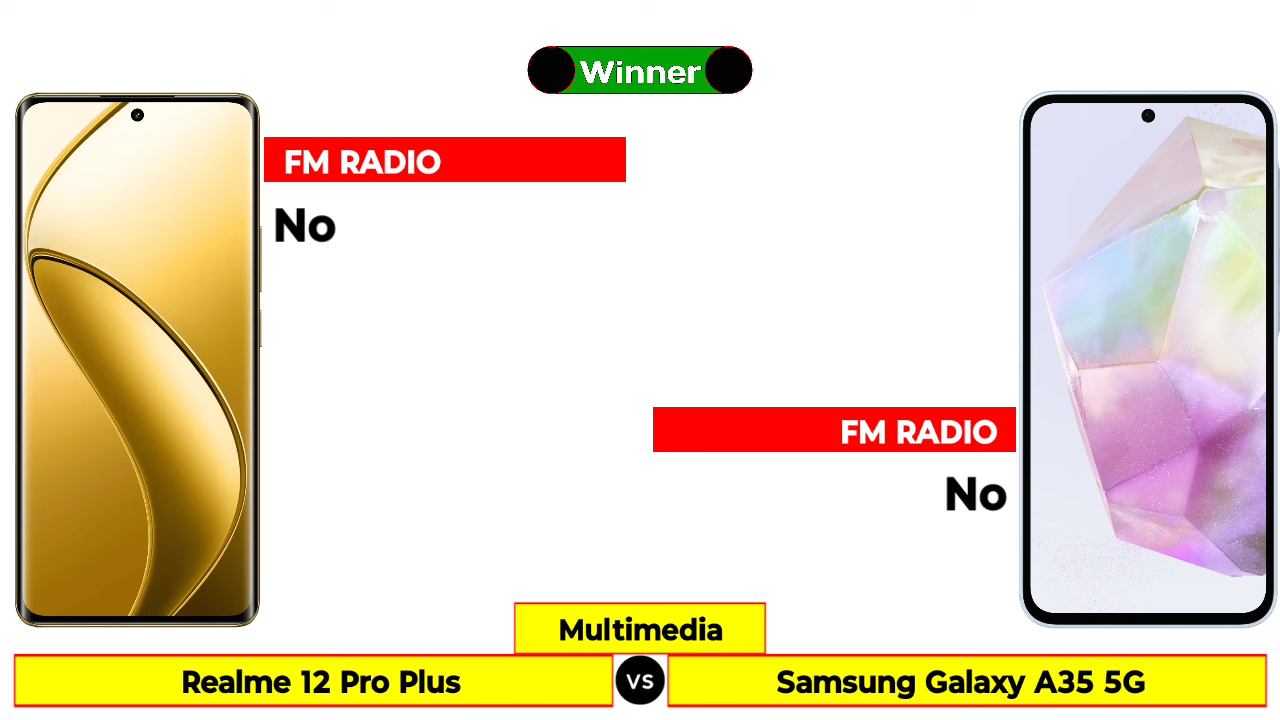 Winner
FM RADIO
No
FM RADIO
No
Multimedia
Realme 12 Pro Plus
VS
Samsung Galaxy A35 5G